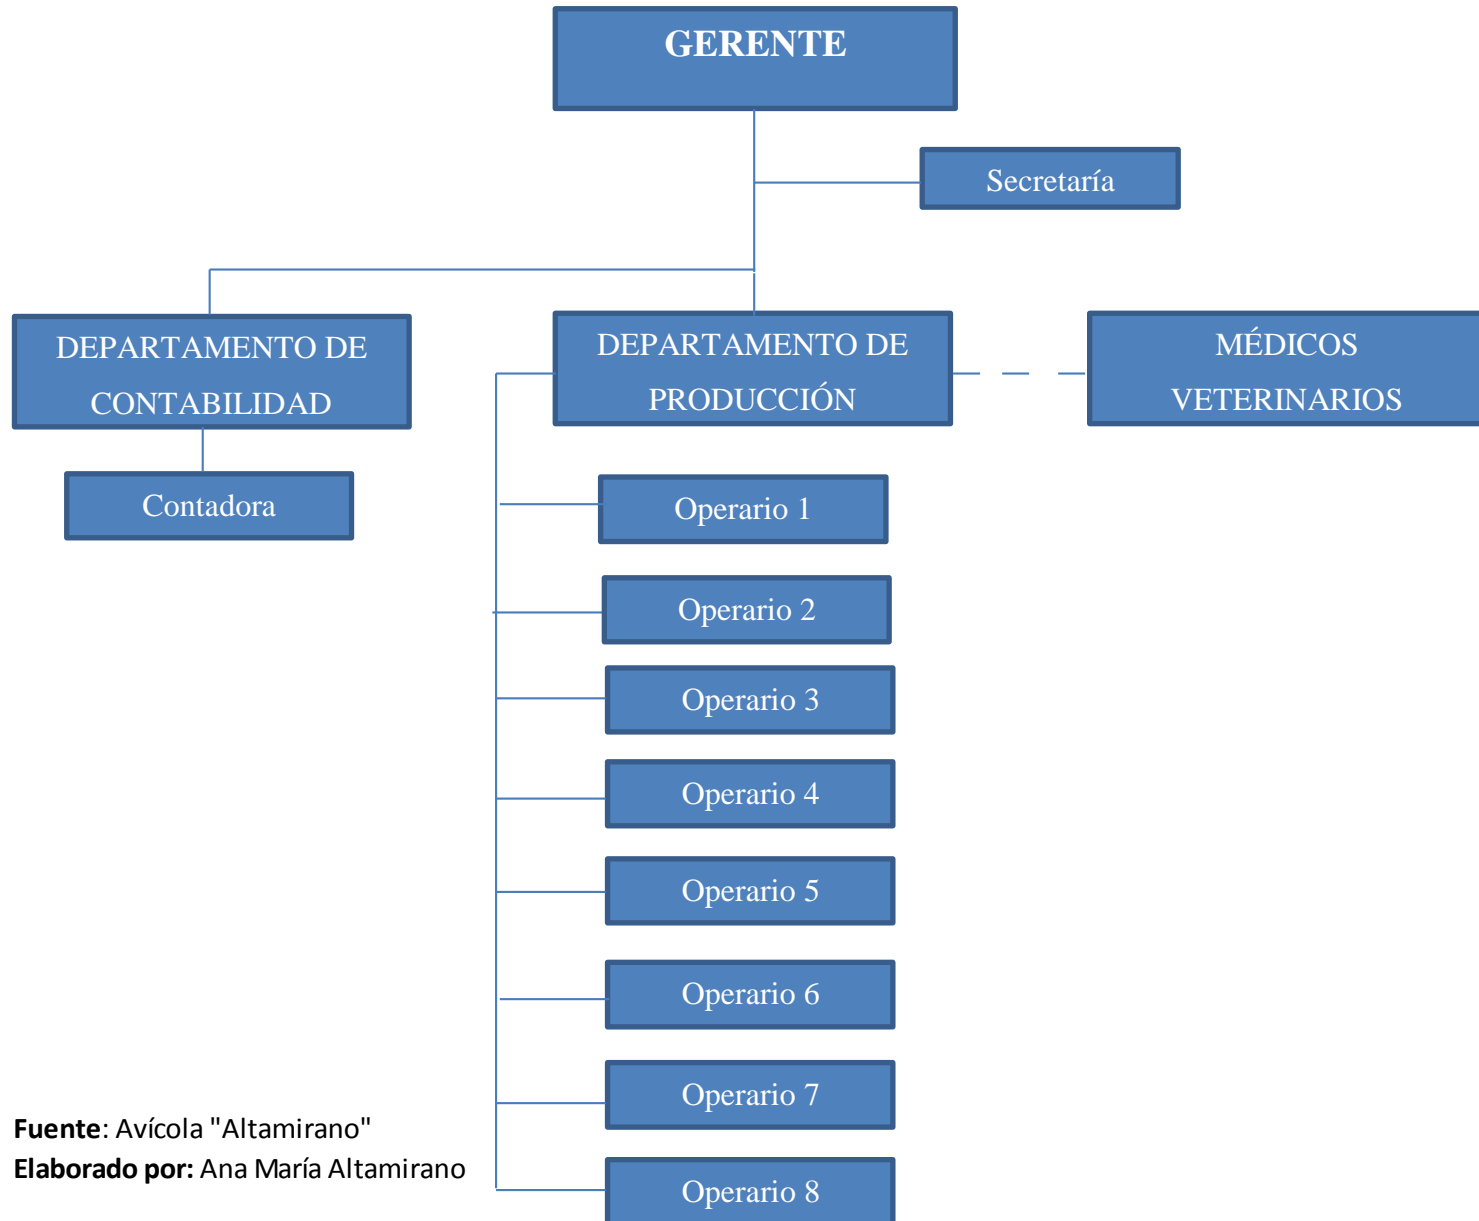 GERENTE
Secretaría
DEPARTAMENTO DE
CONTABILIDAD
DEPARTAMENTO DE
PRODUCCIÓN
MÉDICOS
VETERINARIOS
Contadora
Operario 1
Operario 2
Operario 3
Operario 4
Operario 5
Operario 6
Operario 7
Operario 8
Fuente: Avícola "Altamirano"
Elaborado por: Ana María Altamirano